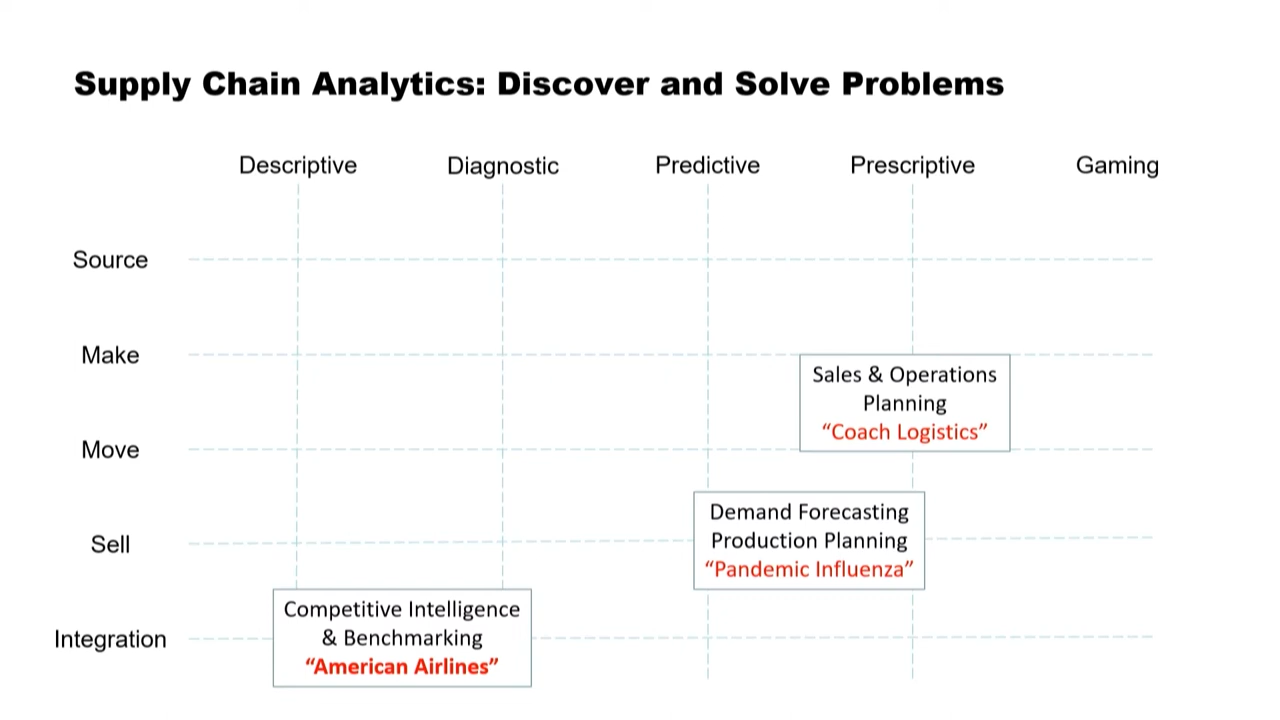 Supply Chain Analytics: Discover and Solve Problems
Descriptive Diagnostic Predictive Prescriptive Gaming
Source
Make
Sales & Operations
Planning
“Coach Logistics”
Move
Demand Forecasting
Production Planning
“Pandemic Influenza”
Sell
Competitive Intelligence
& Benchmarking
“American Airlines”
Integration